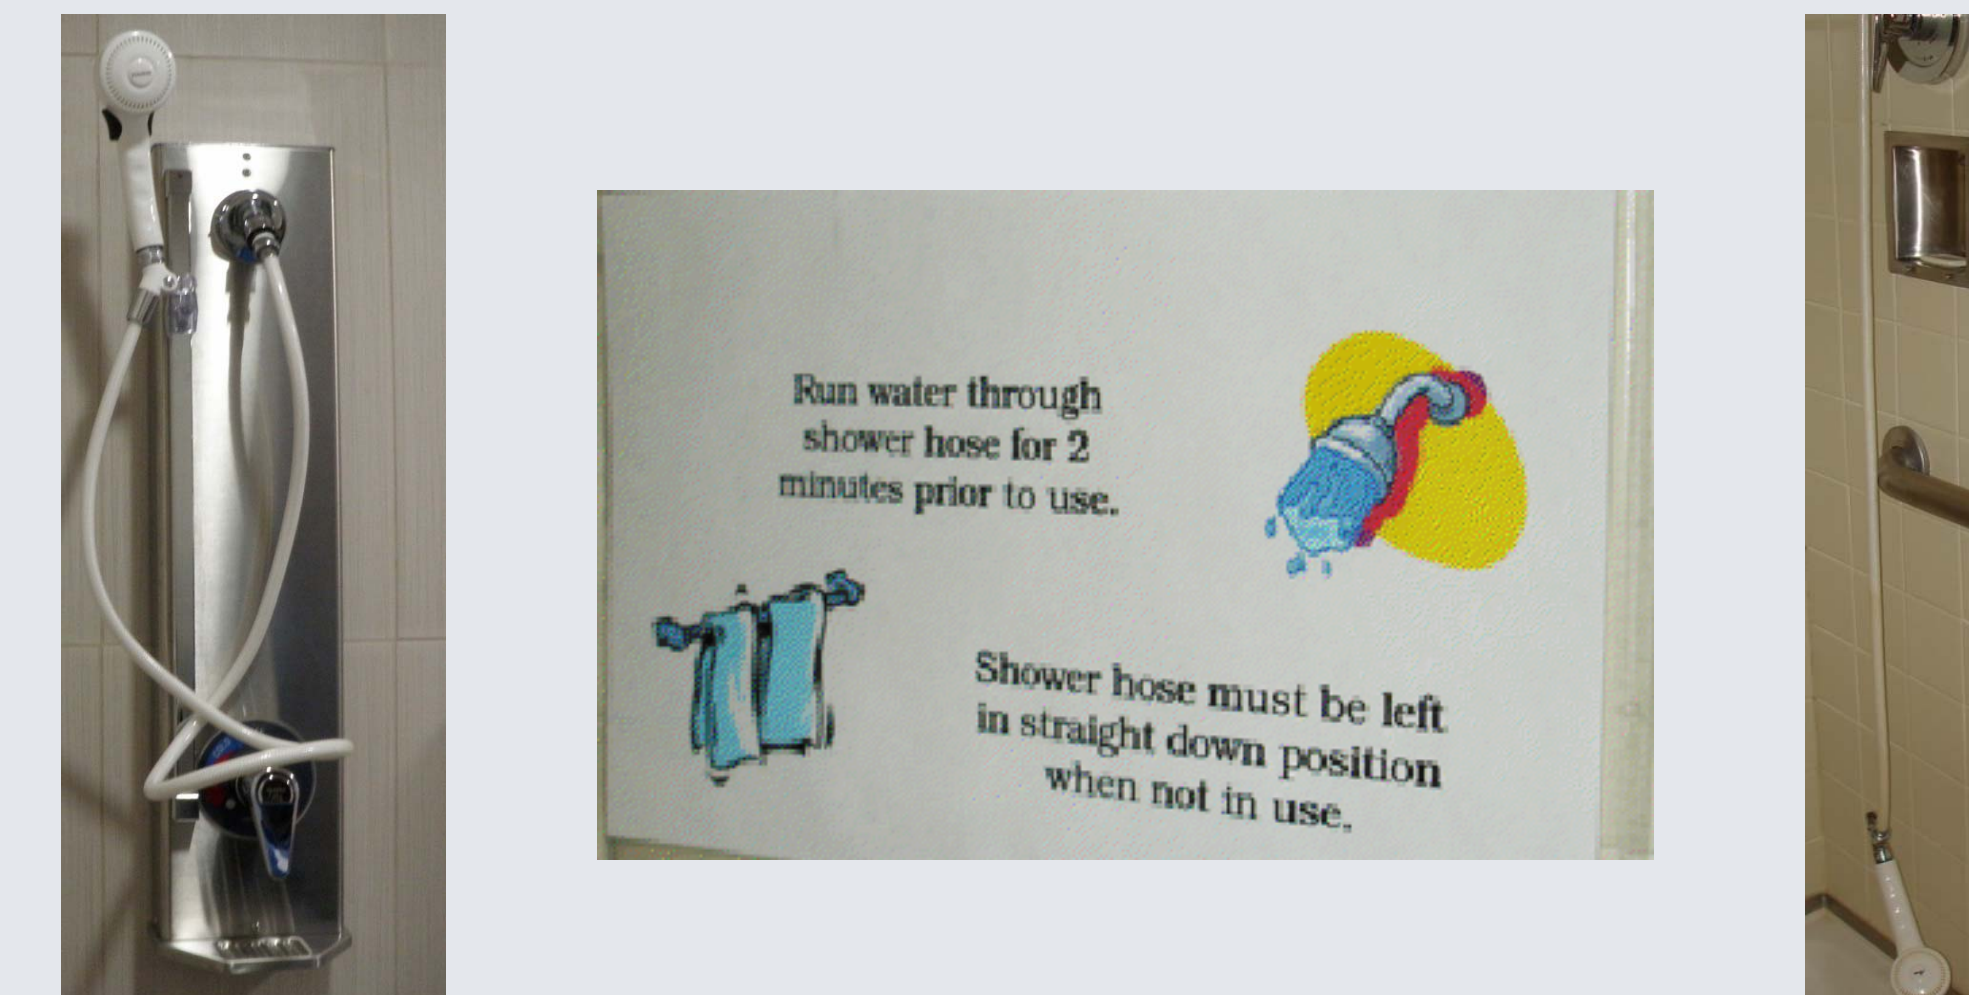 Run water through
shower hose for 2
minutes prior to use.
Shower hose must be left
in straight down position
when not in use.